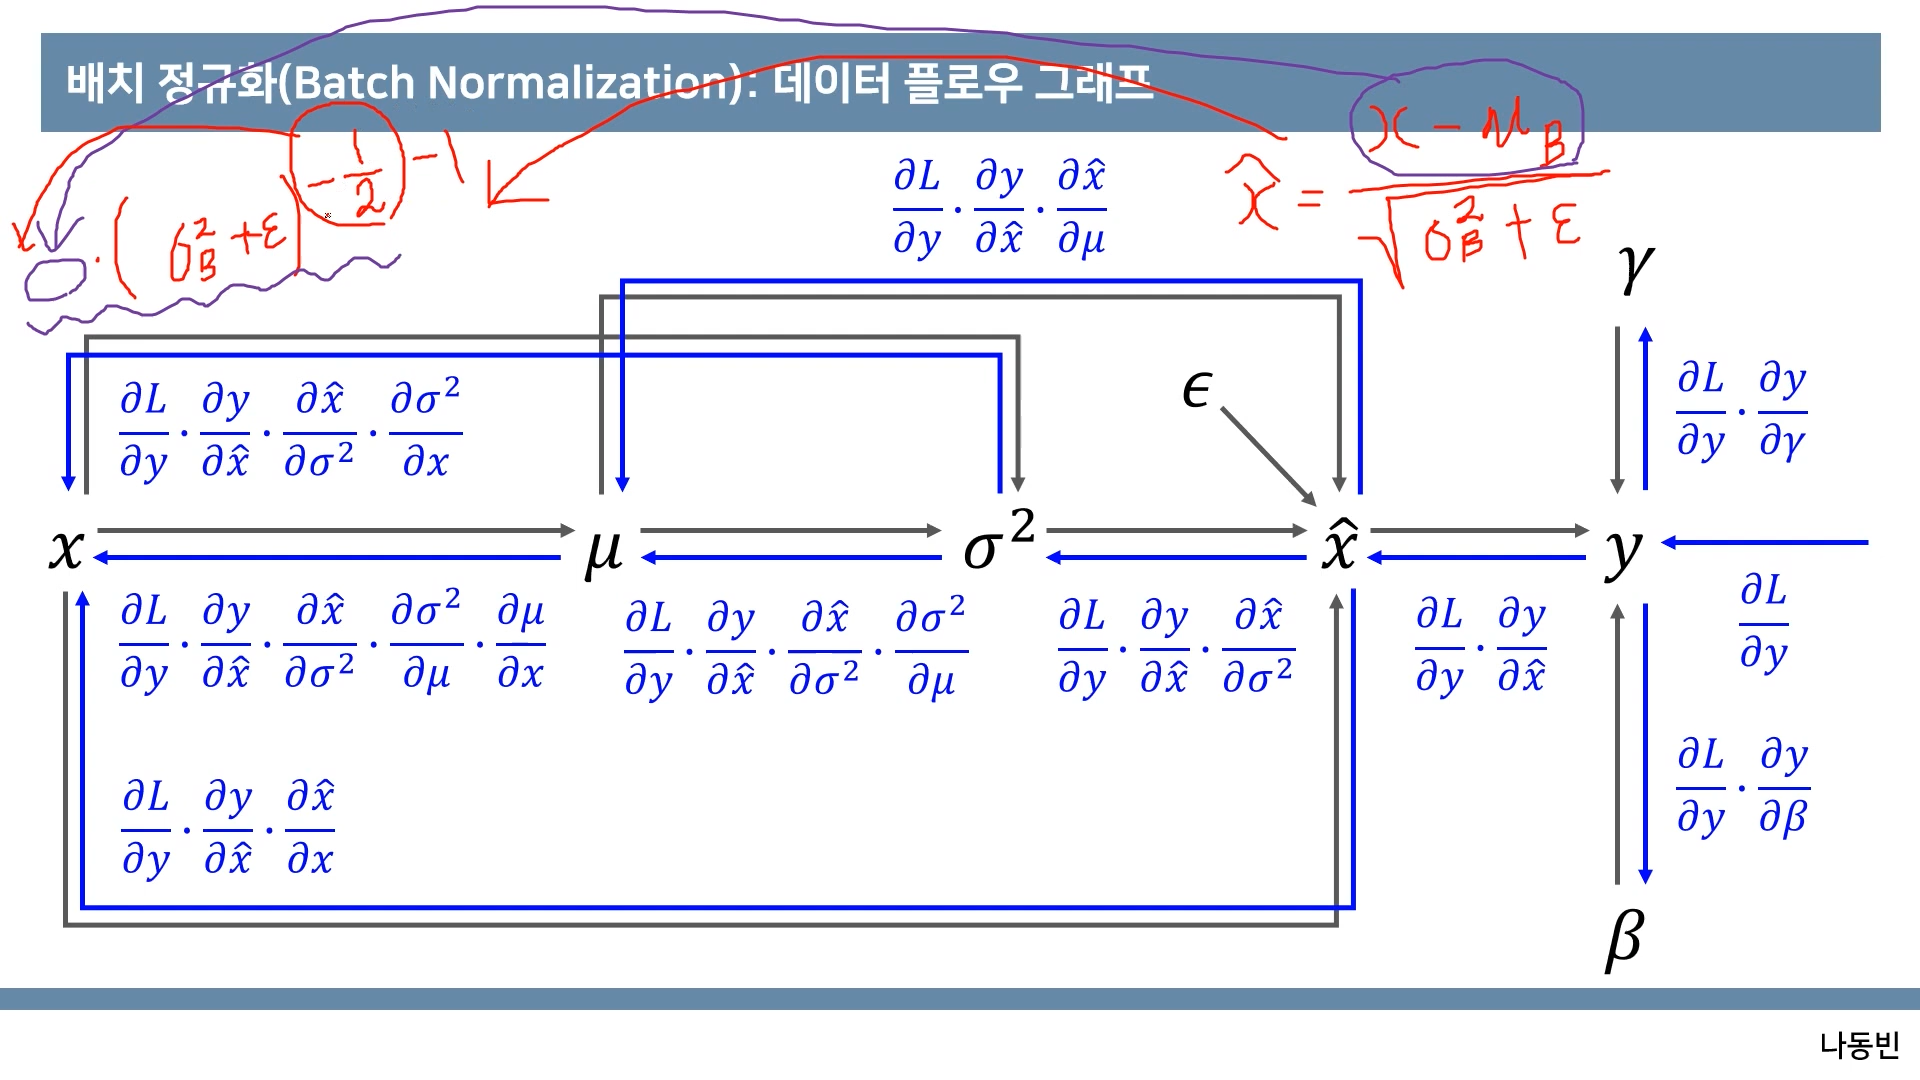 배치 정규화(Batch Normalization): 데이터 플로우 그래프
x̂ = (x - μ_B) / √(σ_B² + ε)
□ · (σ_B² + ε)^(-1/2 - 1)
∂L/∂y · ∂y/∂x̂ · ∂x̂/∂μ
γ
∂L/∂y · ∂y/∂x̂ · ∂x̂/∂σ² · ∂σ²/∂x
ϵ
∂L/∂y · ∂y/∂γ
x μ σ² x̂ y
∂L/∂y · ∂y/∂x̂ · ∂x̂/∂σ² · ∂σ²/∂μ · ∂μ/∂x
∂L/∂y · ∂y/∂x̂ · ∂x̂/∂σ² · ∂σ²/∂μ
∂L/∂y · ∂y/∂x̂ · ∂x̂/∂σ²
∂L/∂y · ∂y/∂x̂
∂L/∂y
∂L/∂y · ∂y/∂x̂ · ∂x̂/∂x
∂L/∂y · ∂y/∂β
β
나동빈